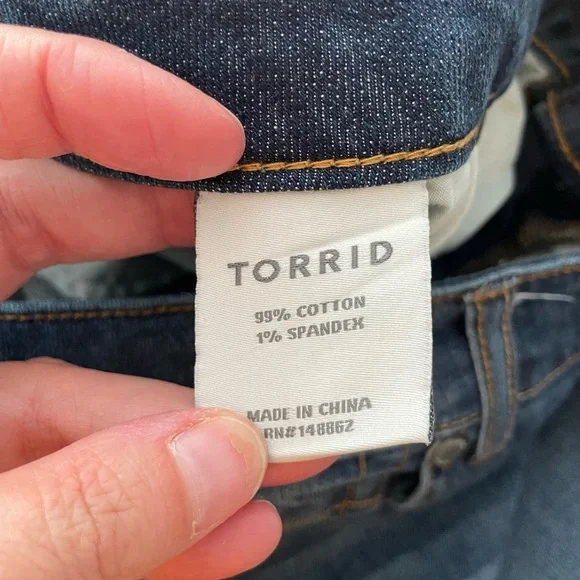 TORRID
99% COTTON
1% SPANDEX
MADE IN CHINA
RN#148862